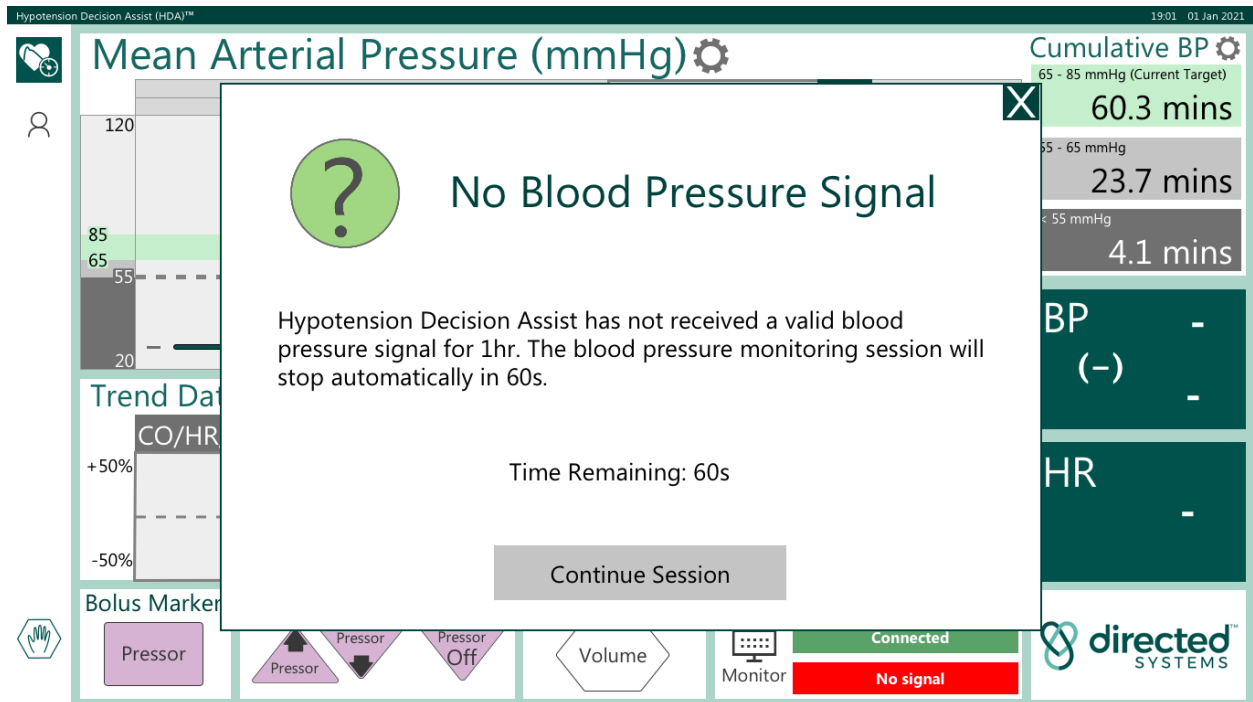 Hypotension Decision Assist (HDA)™
19:01 01 Jan 2021
Mean Arterial Pressure (mmHg)
Cumulative BP
65 - 85 mmHg (Current Target)
60.3 mins
55 - 65 mmHg
23.7 mins
< 55 mmHg
4.1 mins
120
85
65
55
20
X
?
No Blood Pressure Signal
Hypotension Decision Assist has not received a valid blood
pressure signal for 1hr. The blood pressure monitoring session will
stop automatically in 60s.
Time Remaining: 60s
Continue Session
BP
-
(–)
-
HR
-
Trend Dat
CO/HR
+50%
-50%
Bolus Marker
Pressor
Pressor
Pressor
Pressor
Off
Volume
Monitor
Connected
No signal
directed™
SYSTEMS